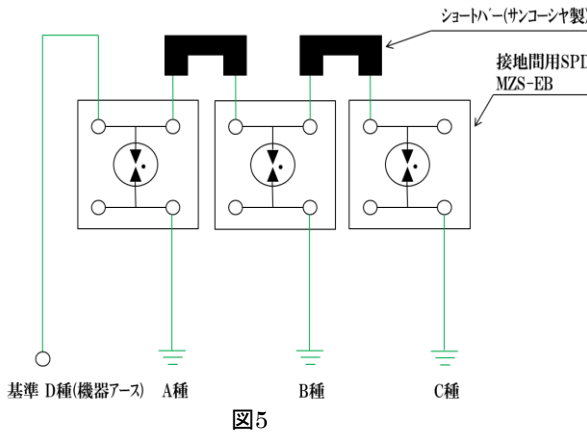 ショートバー(サンコーシヤ製)
接地間用SPD
MZS-EB
基準 D種(機器アース)
A種
B種
C種
図5